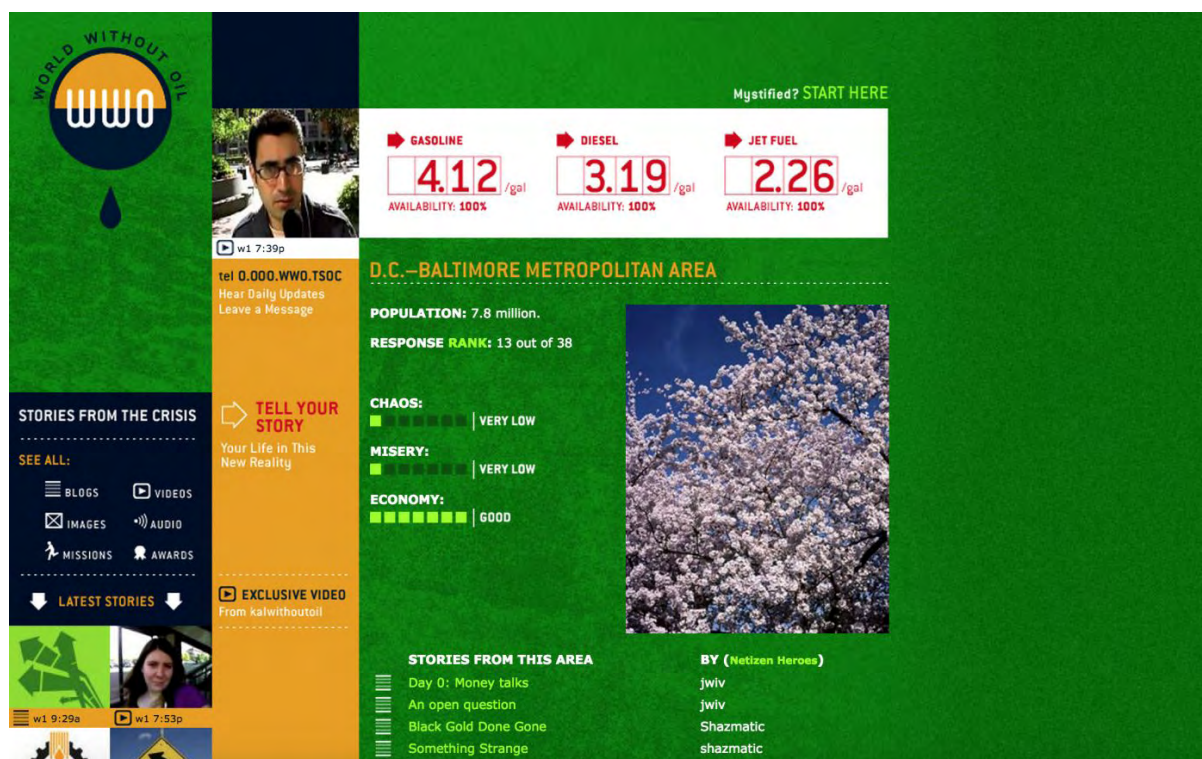 WORLD WITHOUT OIL
WWO
Mystified? START HERE
GASOLINE
4.12 /gal
AVAILABILITY: 100%
DIESEL
3.19 /gal
AVAILABILITY: 100%
JET FUEL
2.26 /gal
AVAILABILITY: 100%
w1 7:39p
tel 0.000.WWO.TSOC
Hear Daily Updates
Leave a Message
TELL YOUR
STORY
Your Life in This
New Reality
EXCLUSIVE VIDEO
From kalwithoutoil
STORIES FROM THE CRISIS
SEE ALL:
BLOGS
VIDEOS
IMAGES
AUDIO
MISSIONS
AWARDS
LATEST STORIES
w1 9:29a
w1 7:53p
D.C.—BALTIMORE METROPOLITAN AREA
POPULATION: 7.8 million.
RESPONSE RANK: 13 out of 38
CHAOS:
VERY LOW
MISERY:
VERY LOW
ECONOMY:
GOOD
STORIES FROM THIS AREA BY (Netizen Heroes)
Day 0: Money talks jwiv
An open question jwiv
Black Gold Done Gone Shazmatic
Something Strange shazmatic